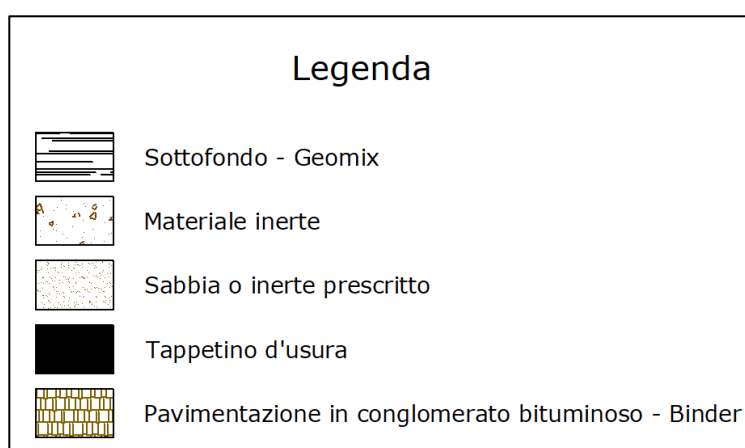 Legenda
Sottofondo - Geomix
Materiale inerte
Sabbia o inerte prescritto
Tappetino d'usura
Pavimentazione in conglomerato bituminoso - Binder